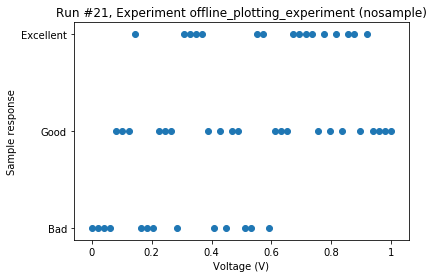 Run #21, Experiment offline_plotting_experiment (nosample)
Excellent
Good
Bad
Sample response
0
0.2
0.4
0.6
0.8
1
Voltage (V)